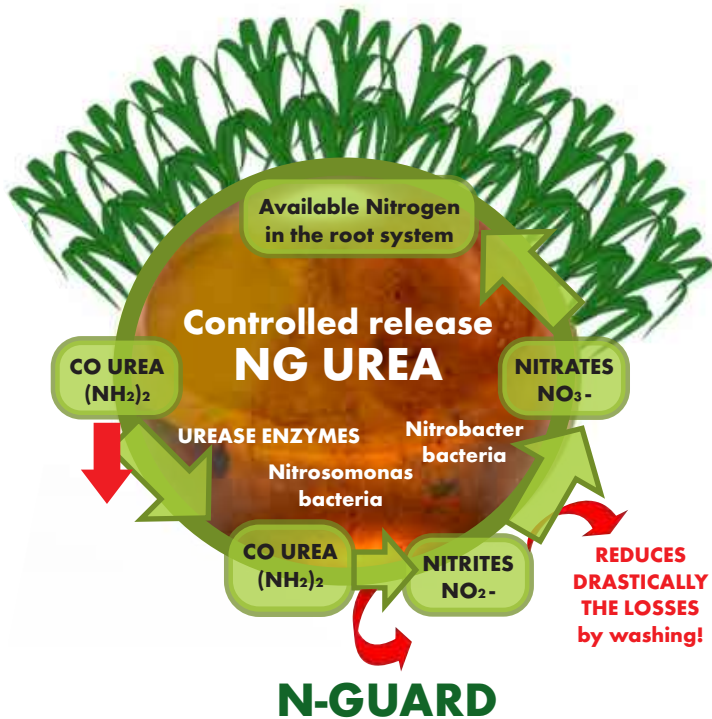 Available Nitrogen
in the root system
Controlled release
NG UREA
CO UREA
(NH₂)₂
NITRATES
NO₃-
UREASE ENZYMES
Nitrobacter
bacteria
Nitrosomonas
bacteria
CO UREA
(NH₂)₂
NITRITES
NO₂-
REDUCES
DRASTICALLY
THE LOSSES
by washing!
N-GUARD